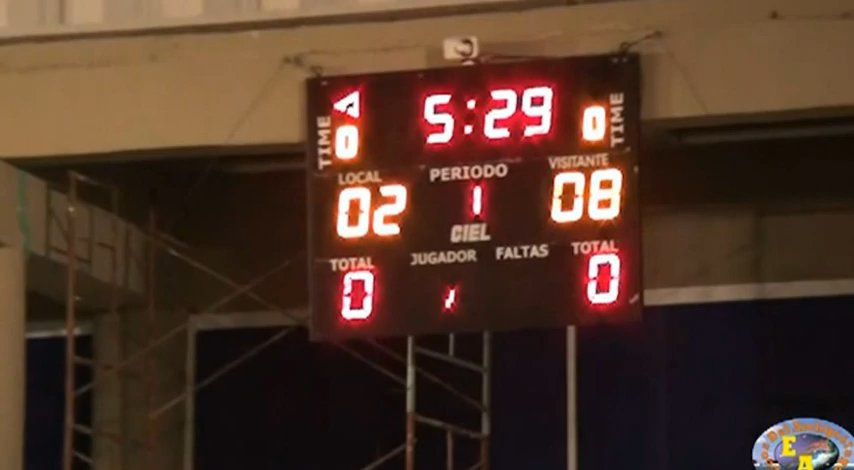 5:29
TIME 0
0 TIME
LOCAL PERIODO VISITANTE
02 1 08
CIEL
TOTAL JUGADOR FALTAS TOTAL
0 0
E
A